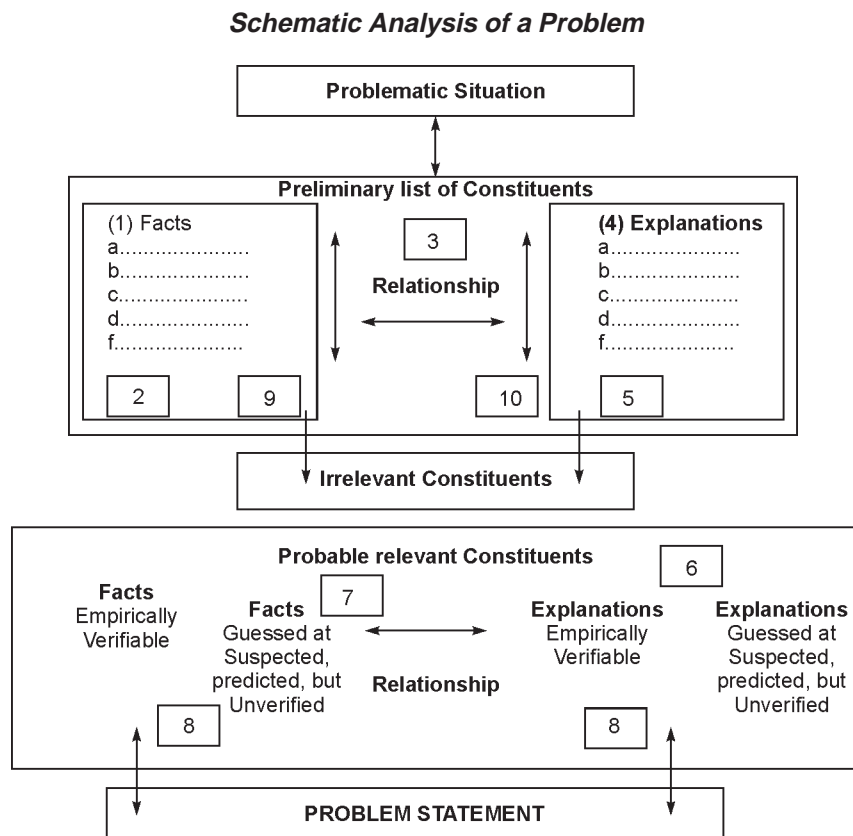 Schematic Analysis of a Problem
Problematic Situation
Preliminary list of Constituents
(1) Facts
a......................
b......................
c......................
d......................
f......................
2
9
3
Relationship
10
(4) Explanations
a......................
b......................
c......................
d......................
f......................
5
Irrelevant Constituents
Probable relevant Constituents
Facts
Empirically
Verifiable
7
Facts
Guessed at
Suspected,
predicted, but
Unverified
8
Relationship
6
Explanations
Empirically
Verifiable
8
Explanations
Guessed at
Suspected,
predicted, but
Unverified
PROBLEM STATEMENT